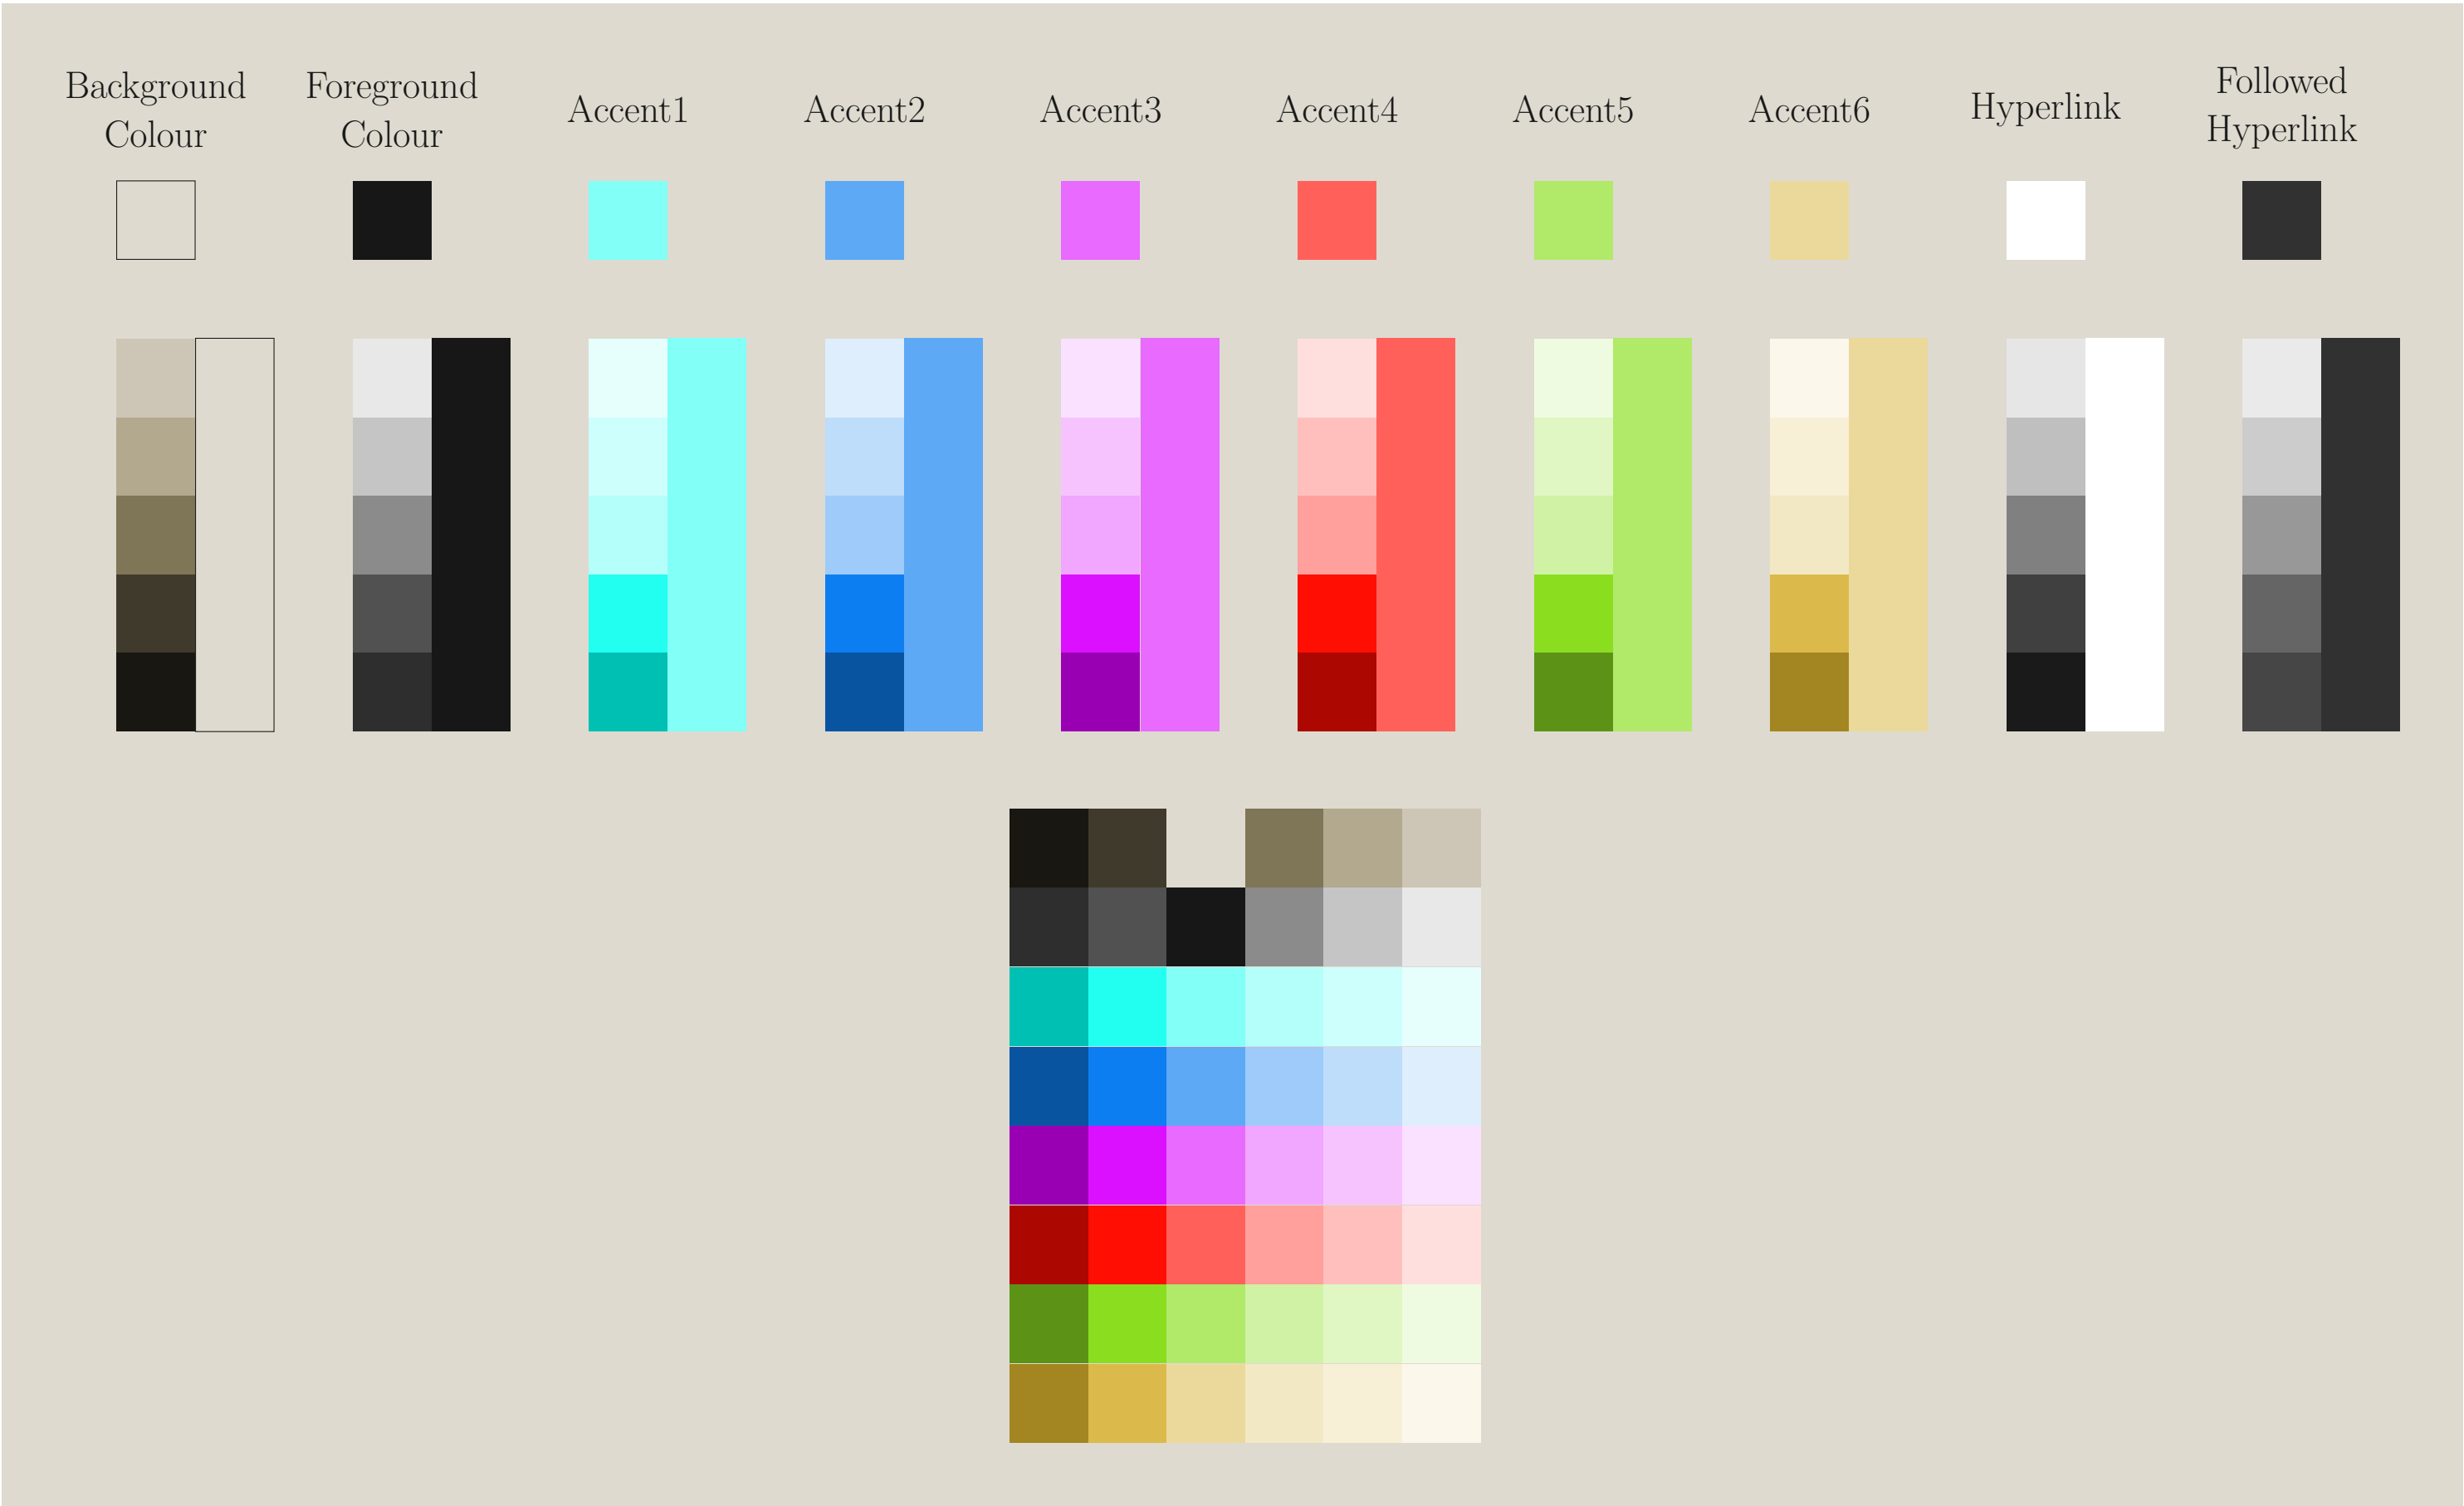 Background
Colour
Foreground
Colour
Accent1
Accent2
Accent3
Accent4
Accent5
Accent6
Hyperlink
Followed
Hyperlink